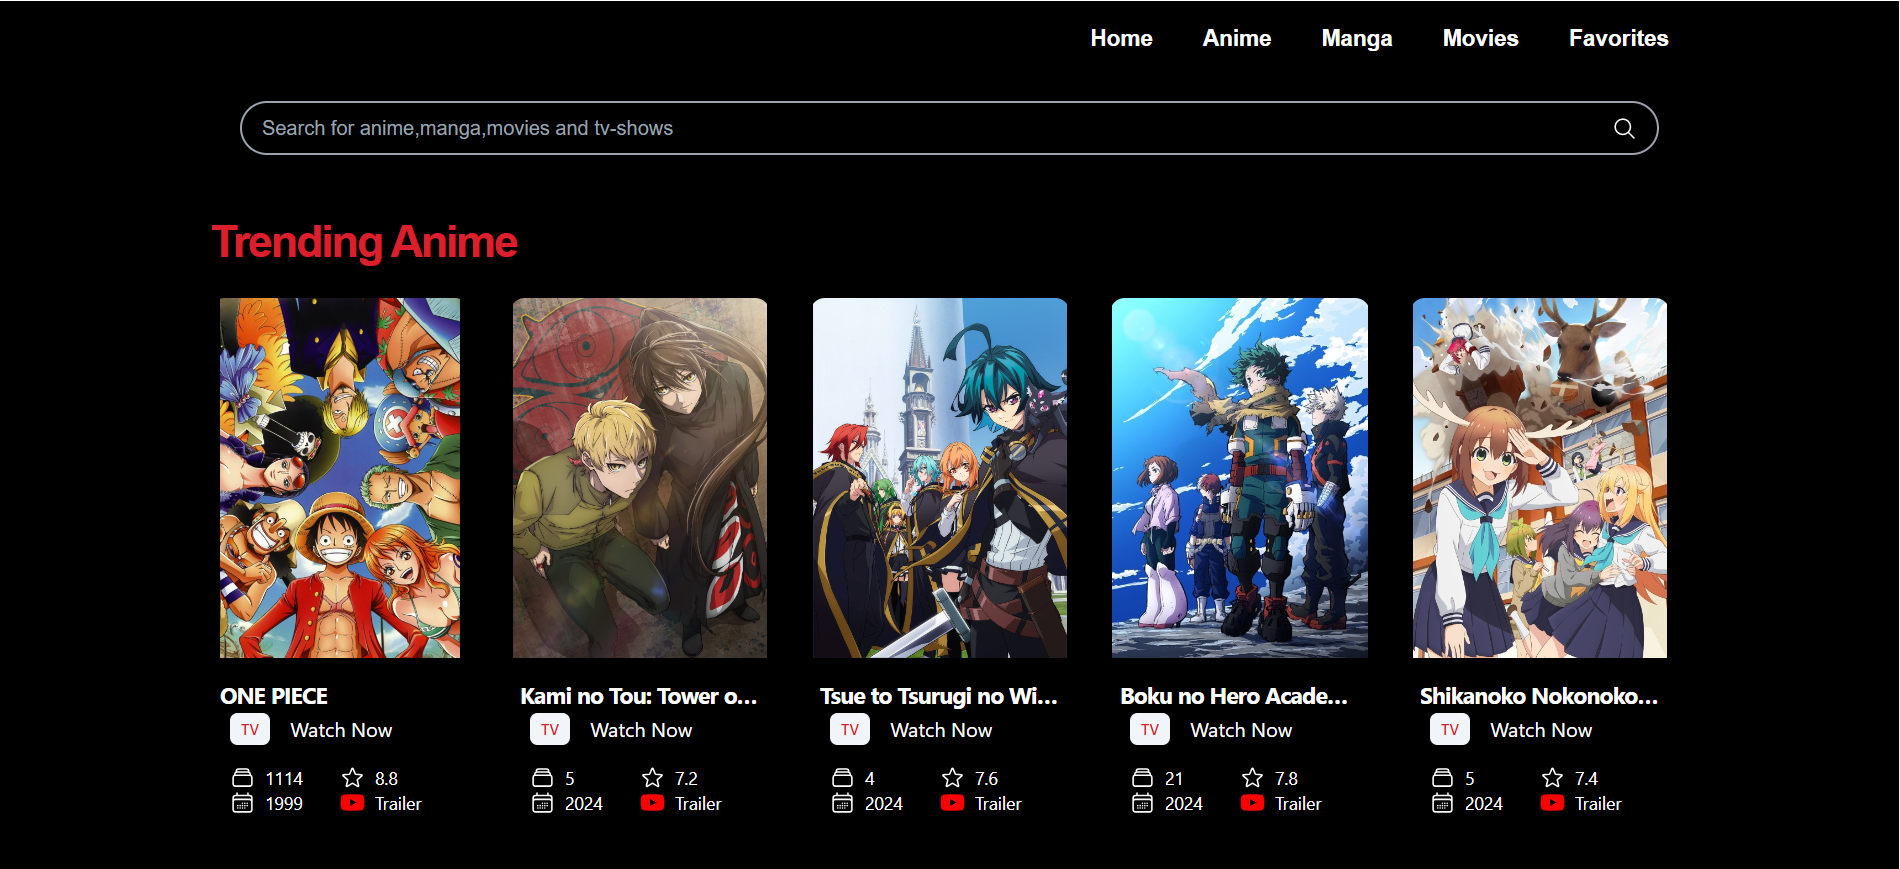 Home Anime Manga Movies Favorites
Search for anime,manga,movies and tv-shows
Trending Anime
ONE PIECE
TV Watch Now
1114 8.8
1999 Trailer
Kami no Tou: Tower o...
TV Watch Now
5 7.2
2024 Trailer
Tsue to Tsurugi no Wi...
TV Watch Now
4 7.6
2024 Trailer
Boku no Hero Acade...
TV Watch Now
21 7.8
2024 Trailer
Shikanoko Nokonoko...
TV Watch Now
5 7.4
2024 Trailer